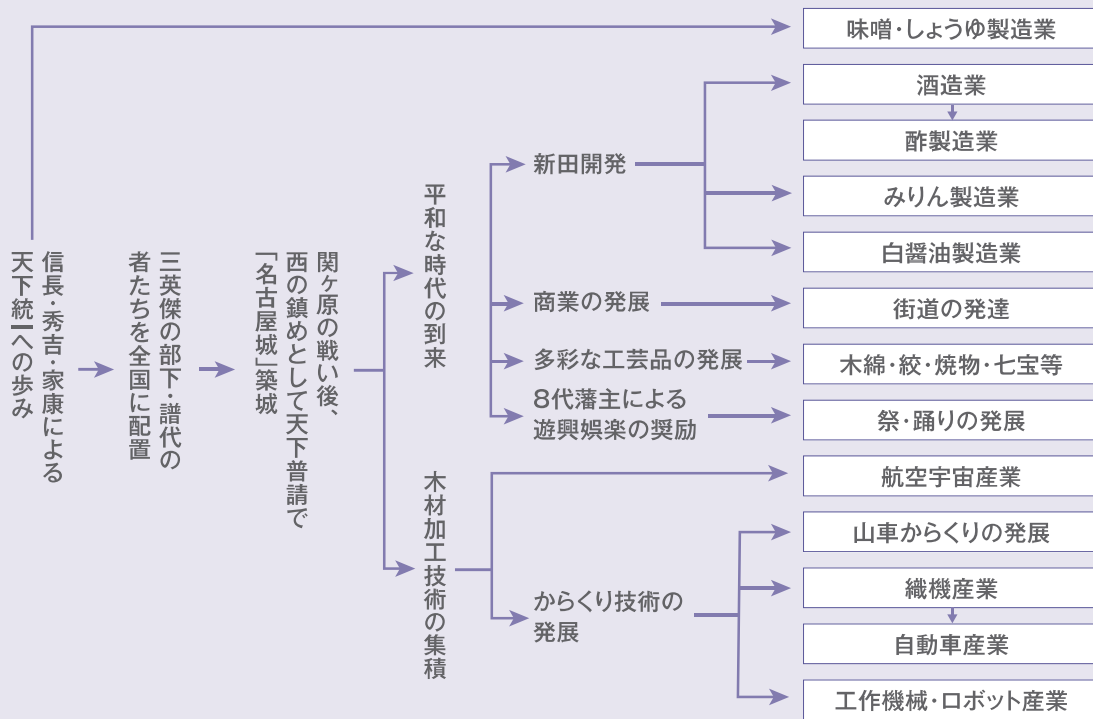 信長・秀吉・家康による
天下統一への歩み
三英傑の部下・譜代の
者たちを全国に配置
関ヶ原の戦い後、
西の鎮めとして天下普請で
「名古屋城」築城
平和な時代の到来
木材加工技術の集積
新田開発
商業の発展
多彩な工芸品の発展
8代藩主による
遊興娯楽の奨励
からくり技術の
発展
味噌・しょうゆ製造業
酒造業
酢製造業
みりん製造業
白醤油製造業
街道の発達
木綿・絞・焼物・七宝等
祭・踊りの発展
航空宇宙産業
山車からくりの発展
織機産業
自動車産業
工作機械・ロボット産業